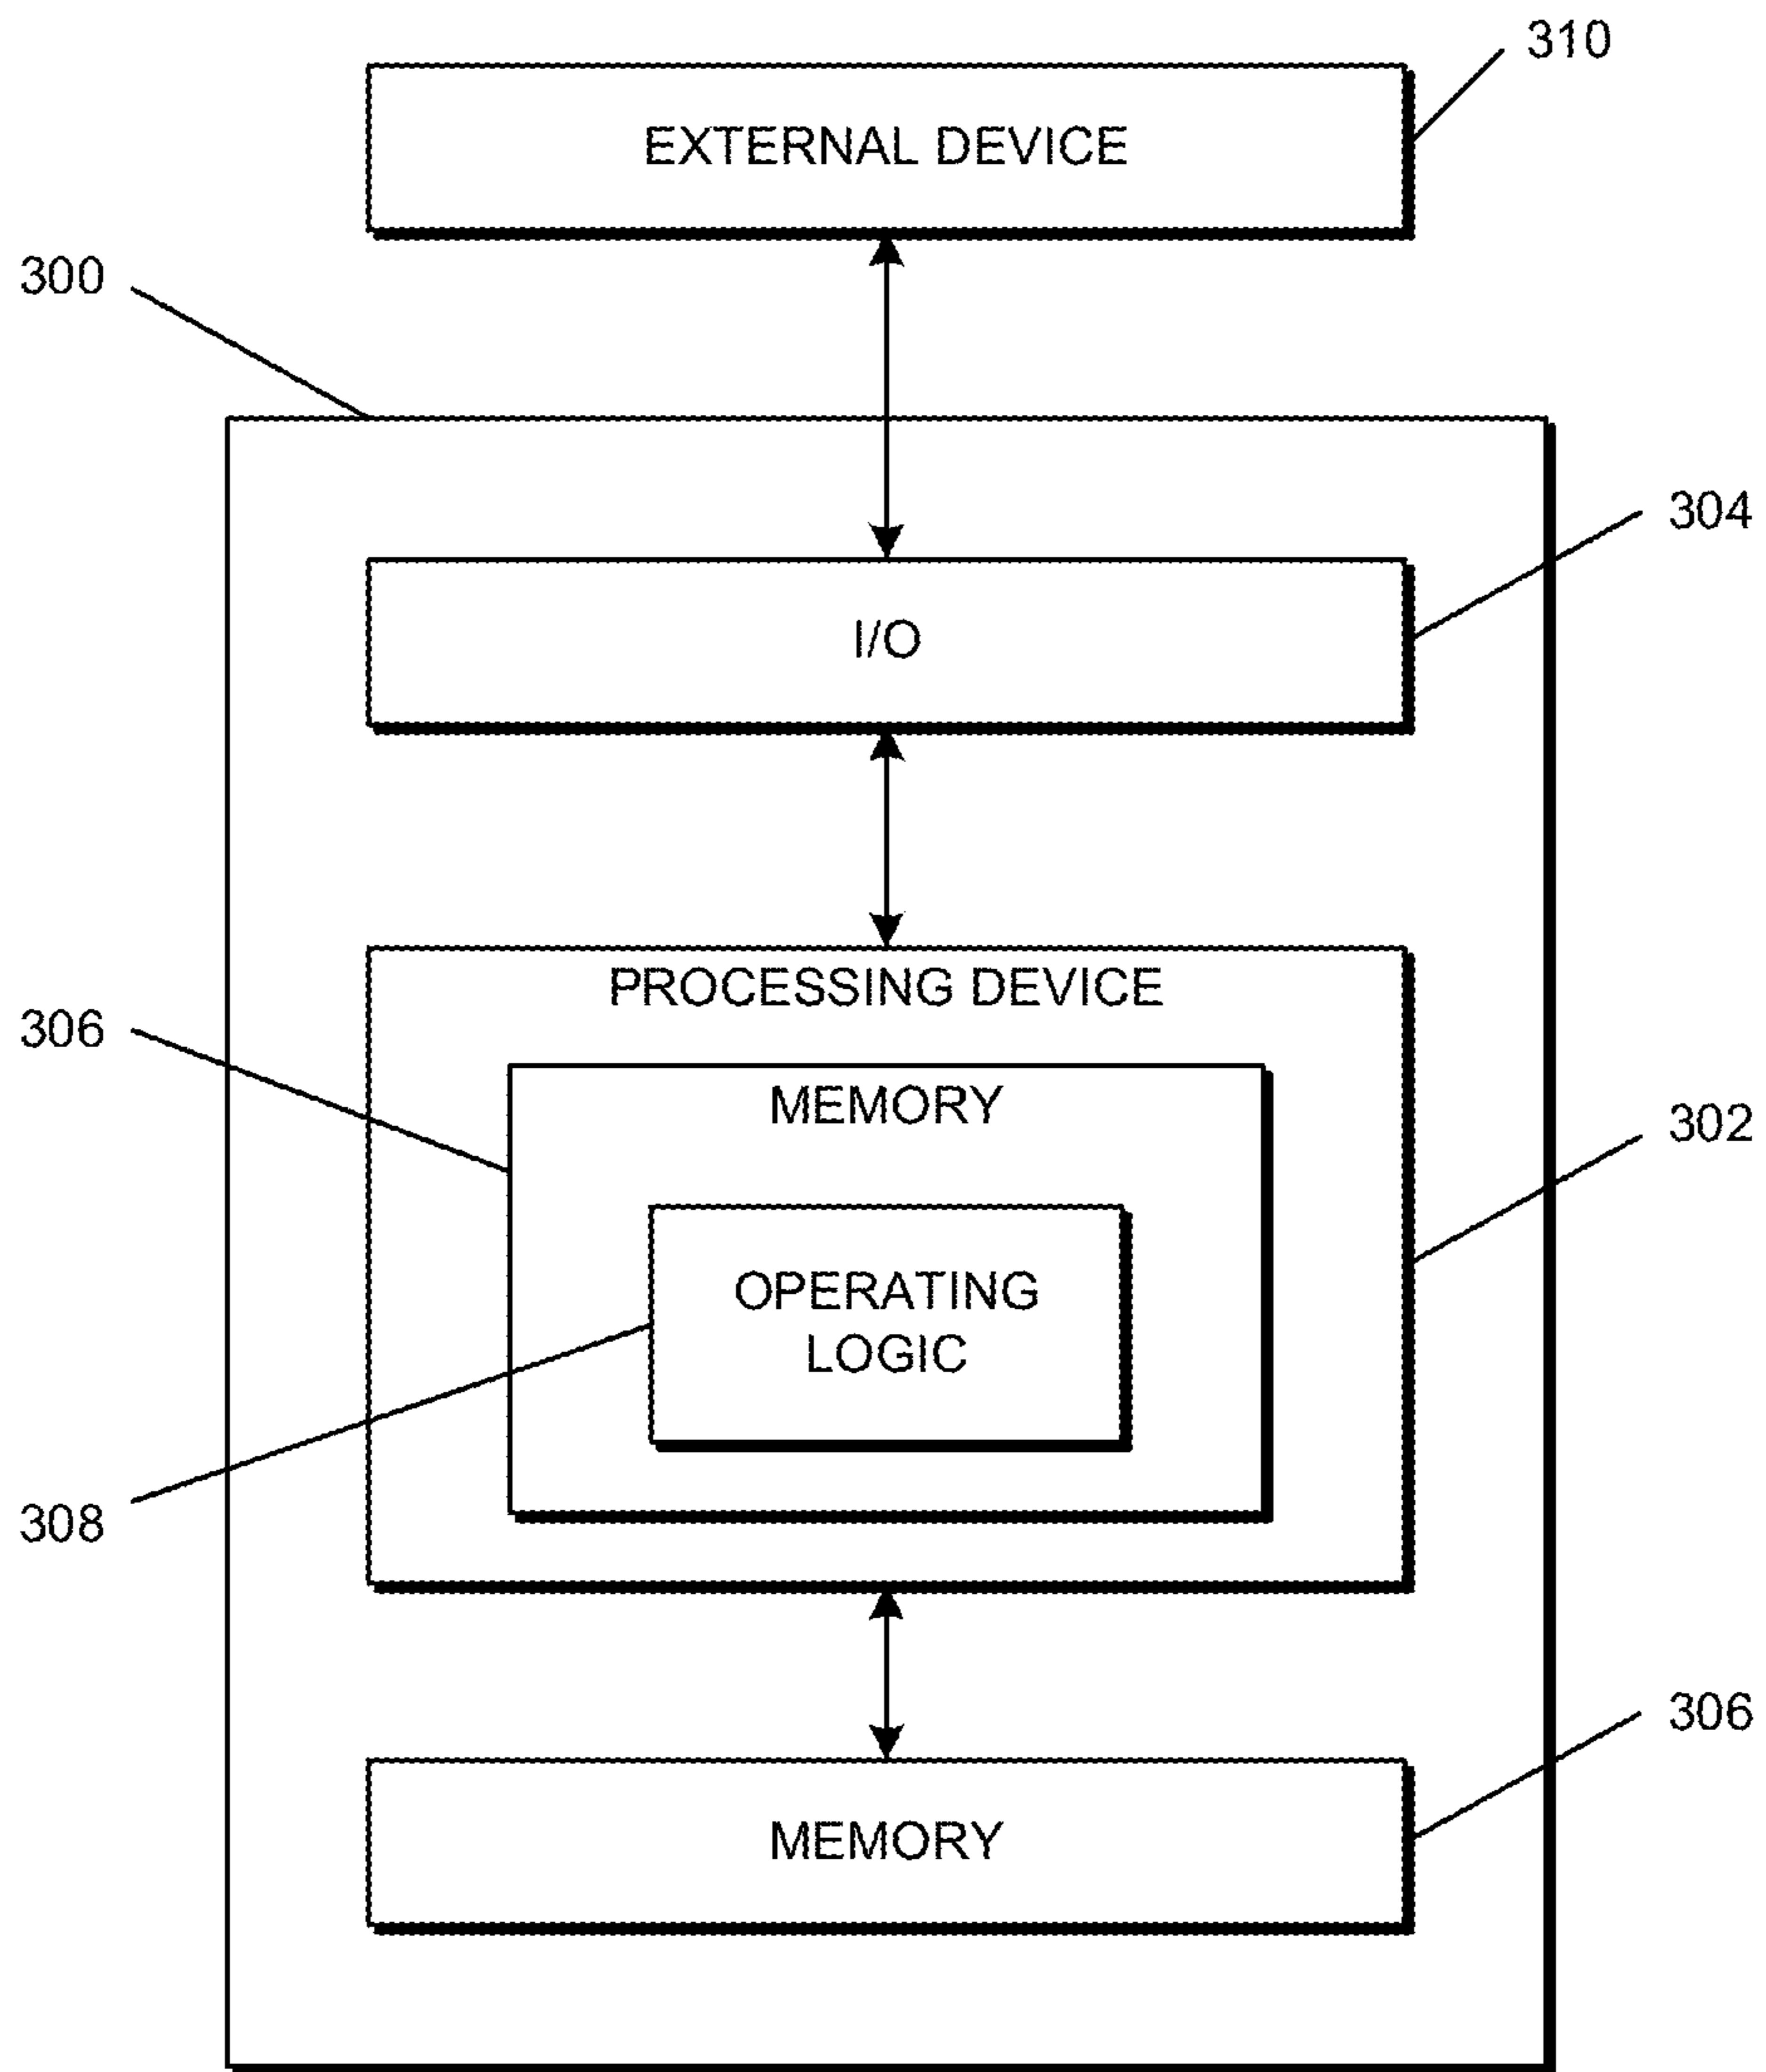 310
EXTERNAL DEVICE
300
304
I/O
PROCESSING DEVICE
306
MEMORY
302
OPERATING
LOGIC
308
306
MEMORY